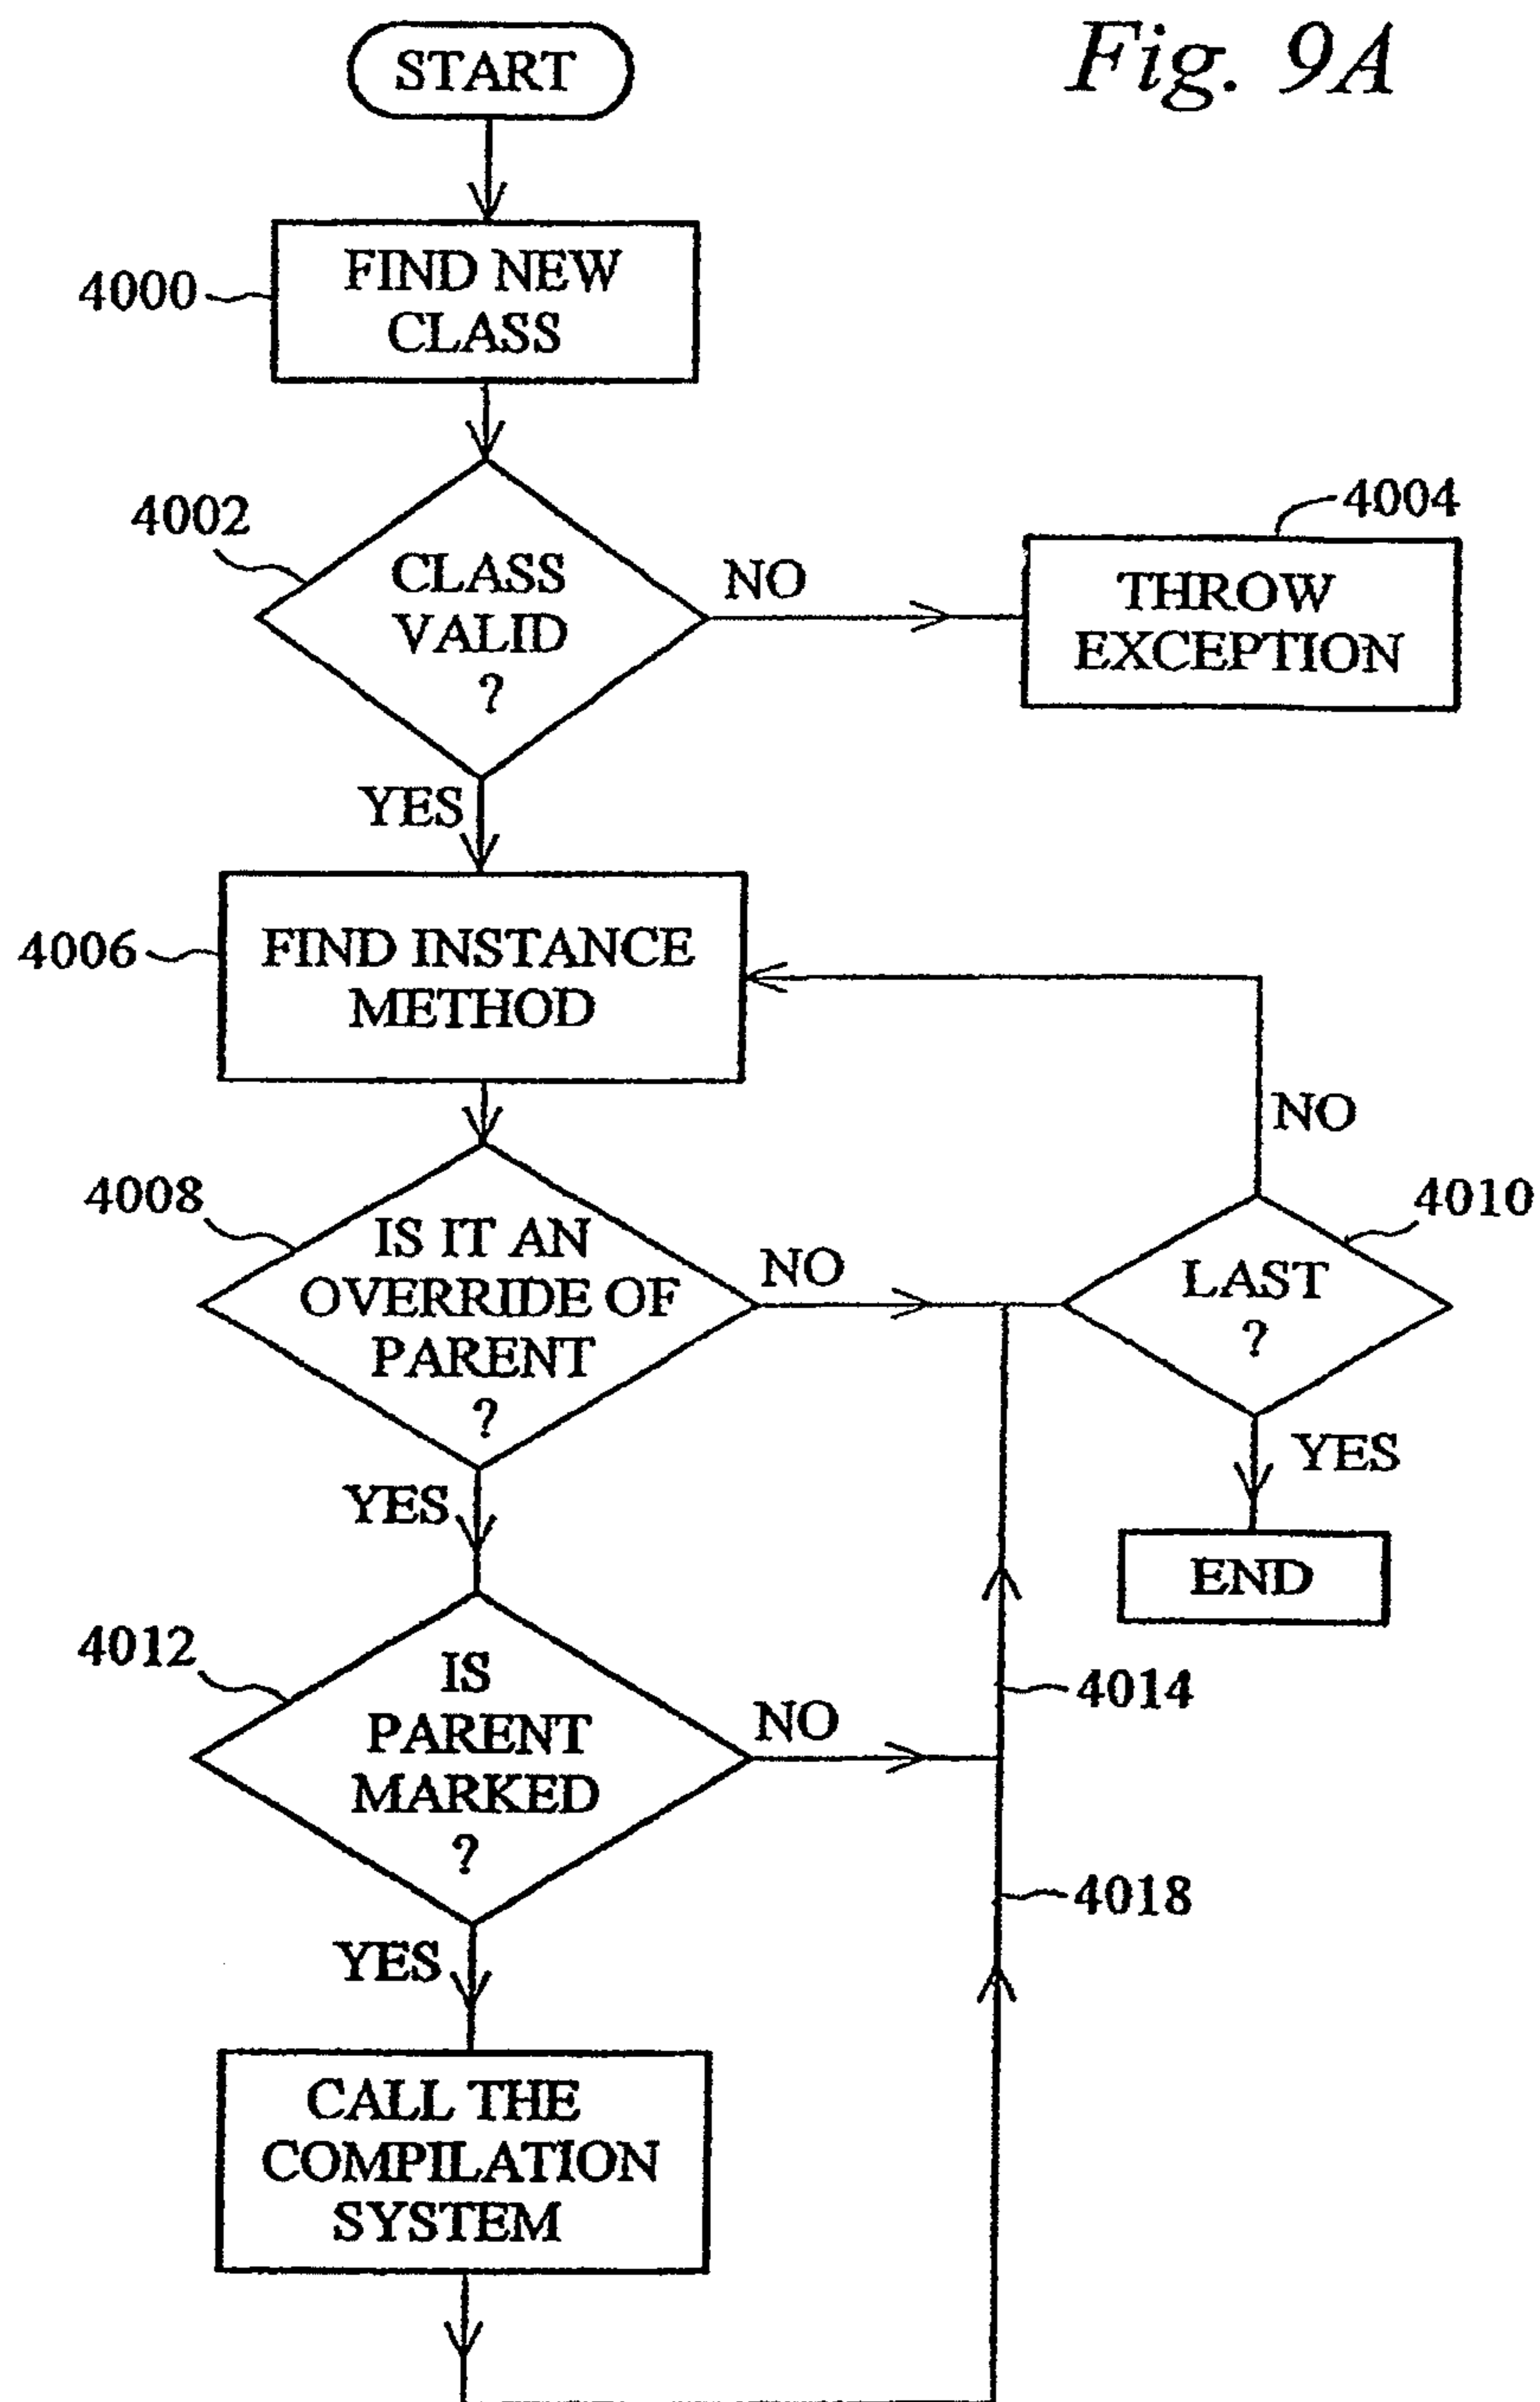 Fig. 9A
START
4000
FIND NEW
CLASS
4002
CLASS
VALID
?
NO
4004
THROW
EXCEPTION
YES
4006
FIND INSTANCE
METHOD
NO
4008
IS IT AN
OVERRIDE OF
PARENT
?
NO
4010
LAST
?
YES
YES
END
4012
IS
PARENT
MARKED
?
NO
4014
4018
YES
CALL THE
COMPILATION
SYSTEM